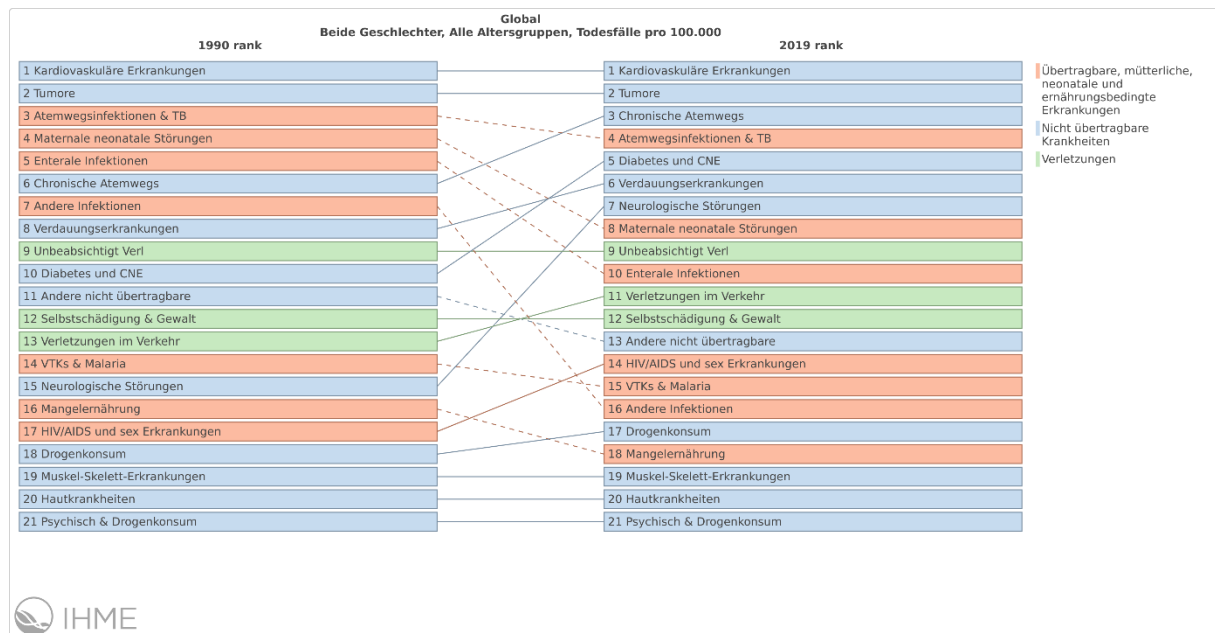 Global
Beide Geschlechter, Alle Altersgruppen, Todesfälle pro 100.000
1990 rank
2019 rank
1 Kardiovaskuläre Erkrankungen
2 Tumore
3 Atemwegsinfektionen & TB
4 Maternale neonatale Störungen
5 Enterale Infektionen
6 Chronische Atemwegs
7 Andere Infektionen
8 Verdauungserkrankungen
9 Unbeabsichtigt Verl
10 Diabetes und CNE
11 Andere nicht übertragbare
12 Selbstschädigung & Gewalt
13 Verletzungen im Verkehr
14 VTKs & Malaria
15 Neurologische Störungen
16 Mangelernährung
17 HIV/AIDS und sex Erkrankungen
18 Drogenkonsum
19 Muskel-Skelett-Erkrankungen
20 Hautkrankheiten
21 Psychisch & Drogenkonsum
1 Kardiovaskuläre Erkrankungen
2 Tumore
3 Chronische Atemwegs
4 Atemwegsinfektionen & TB
5 Diabetes und CNE
6 Verdauungserkrankungen
7 Neurologische Störungen
8 Maternale neonatale Störungen
9 Unbeabsichtigt Verl
10 Enterale Infektionen
11 Verletzungen im Verkehr
12 Selbstschädigung & Gewalt
13 Andere nicht übertragbare
14 HIV/AIDS und sex Erkrankungen
15 VTKs & Malaria
16 Andere Infektionen
17 Drogenkonsum
18 Mangelernährung
19 Muskel-Skelett-Erkrankungen
20 Hautkrankheiten
21 Psychisch & Drogenkonsum
Übertragbare, mütterliche,
neonatale und
ernährungsbedingte
Erkrankungen
Nicht übertragbare
Krankheiten
Verletzungen
IHME